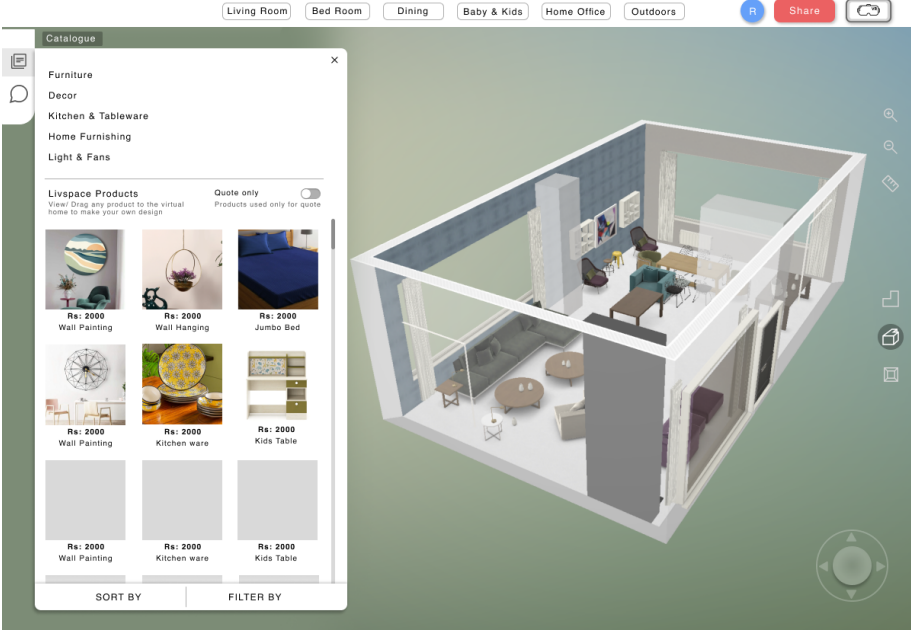 Living Room
Bed Room
Dining
Baby & Kids
Home Office
Outdoors
R
Share
Catalogue
Furniture
Decor
Kitchen & Tableware
Home Furnishing
Light & Fans
Livspace Products
View/ Drag any product to the virtual
home to make your own design
Quote only
Products used only for quote
Rs: 2000
Wall Painting
Rs: 2000
Wall Hanging
Rs: 2000
Jumbo Bed
Rs: 2000
Wall Painting
Rs: 2000
Kitchen ware
Rs: 2000
Kids Table
Rs: 2000
Wall Painting
Rs: 2000
Kitchen ware
Rs: 2000
Kids Table
SORT BY
FILTER BY